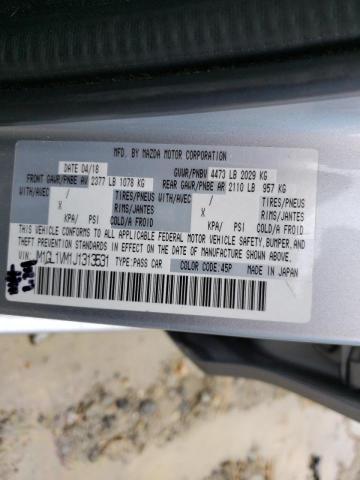 MFD. BY MAZDA MOTOR CORPORATION
DATE 04/18 GVWR/PNBV 4473 LB 2029 KG
FRONT GAWR/PNBE AV 2377 LB 1078 KG REAR GAWR/PNBE AR 2110 LB 957 KG
WITH/AVEC TIRES/PNEUS WITH/AVEC TIRES/PNEUS
X RIMS/JANTES X RIMS/JANTES
KPA/ PSI COLD/A FROID KPA/ PSI COLD/A FROID
THIS VEHICLE CONFORMS TO ALL APPLICABLE FEDERAL MOTOR VEHICLE SAFETY, BUMPER, AND
THEFT PREVENTION STANDARDS IN EFFECT ON THE DATE OF MANUFACTURE SHOWN ABOVE.
VIN JM1GL1VM1J1313531 TYPE:PASS CAR COLOR CODE:45P MADE IN JAPAN